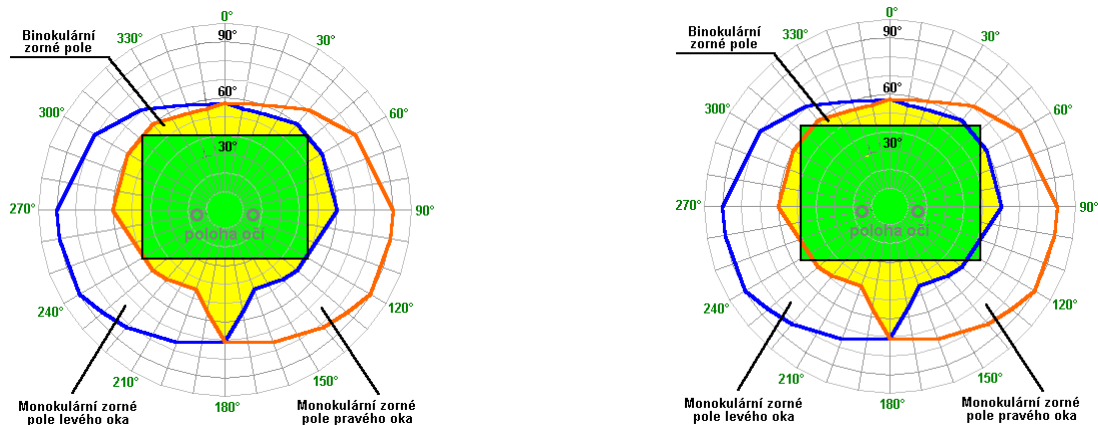 0°
Binokulární
zorné pole
330°
90°
30°
60°
300°
60°
30°
270°
90°
poloha očí
240°
120°
210°
150°
180°
Monokulární zorné
pole levého oka
Monokulární zorné
pole pravého oka
0°
Binokulární
zorné pole
330°
90°
30°
60°
300°
60°
30°
270°
90°
poloha očí
240°
120°
210°
150°
180°
Monokulární zorné
pole levého oka
Monokulární zorné
pole pravého oka